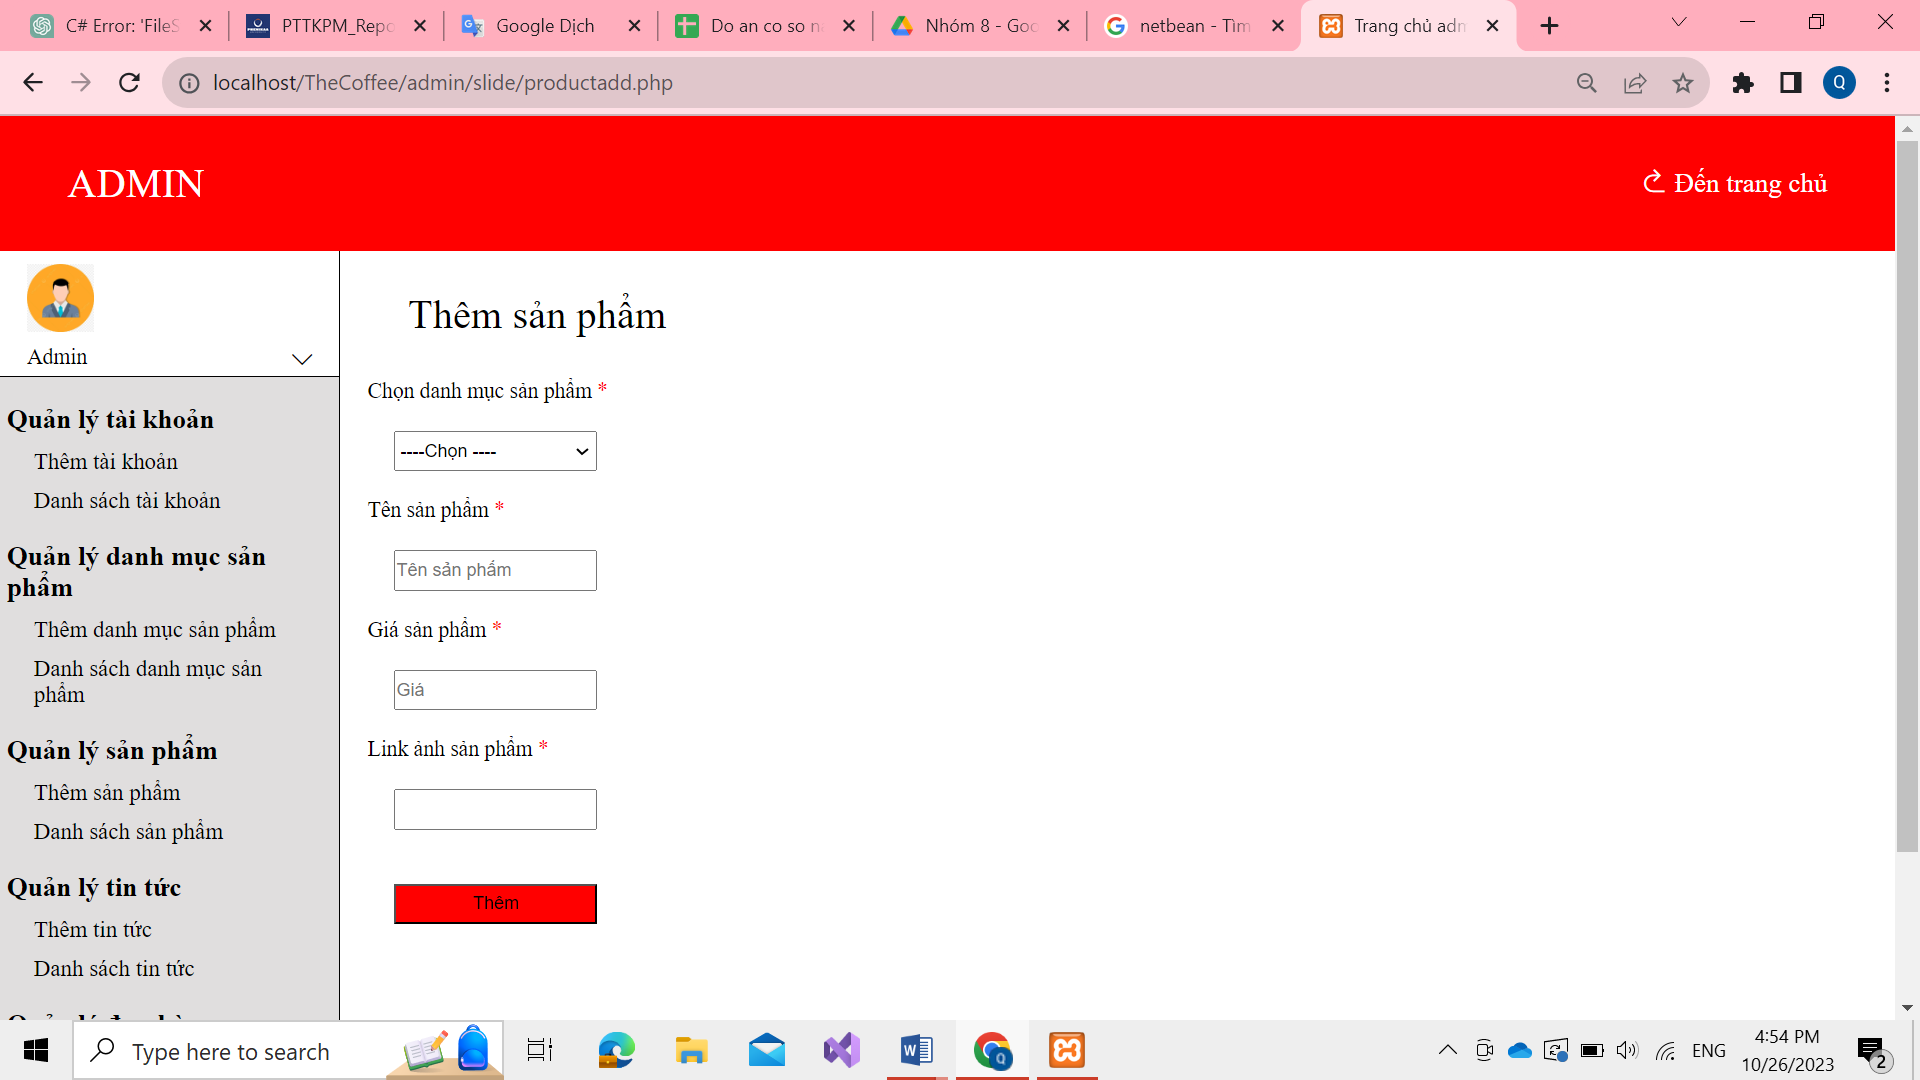 C# Error: 'FileS
PTTKPM_Repo
Google Dịch
Do an co so n
Nhóm 8 - Goo
netbean - Tìm
Trang chủ adm
localhost/TheCoffee/admin/slide/productadd.php
Q
ADMIN
Đến trang chủ
Admin
Quản lý tài khoản
Thêm tài khoản
Danh sách tài khoản
Quản lý danh mục sản
phẩm
Thêm danh mục sản phẩm
Danh sách danh mục sản
phẩm
Quản lý sản phẩm
Thêm sản phẩm
Danh sách sản phẩm
Quản lý tin tức
Thêm tin tức
Danh sách tin tức
Thêm sản phẩm
Chọn danh mục sản phẩm *
----Chọn ----
Tên sản phẩm *
Tên sản phẩm
Giá sản phẩm *
Giá
Link ảnh sản phẩm *
Thêm
Type here to search
ENG
4:54 PM
10/26/2023
2